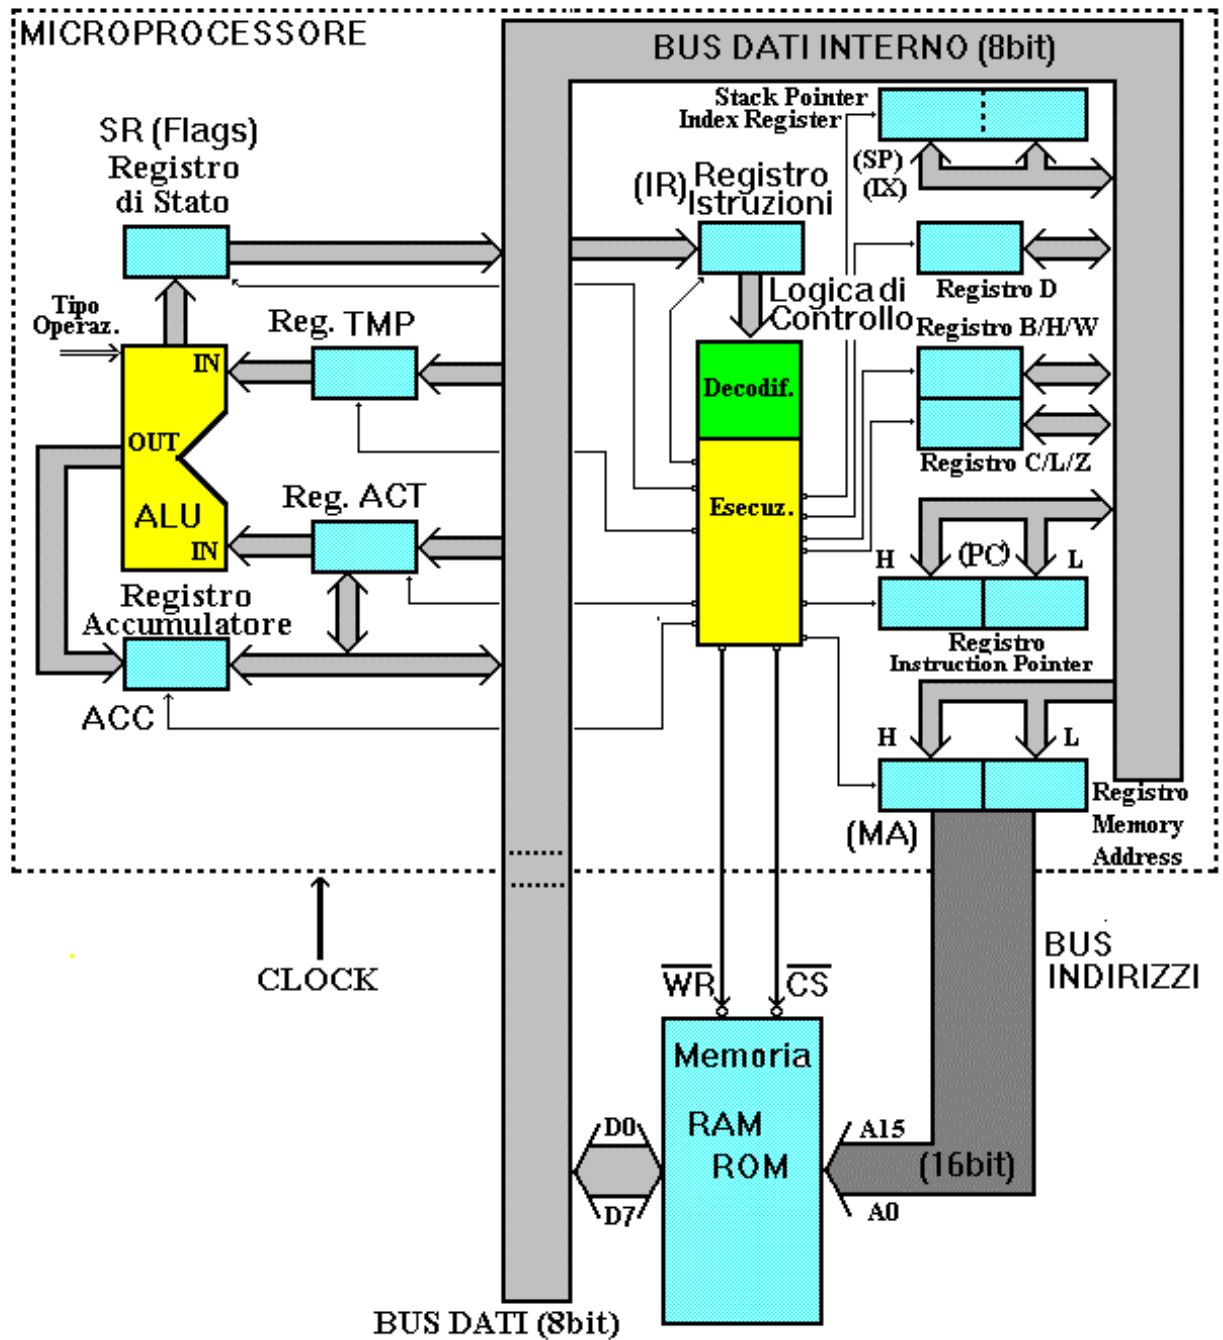 MICROPROCESSORE
BUS DATI INTERNO (8bit)
Stack Pointer
Index Register
(SP)
(IX)
SR (Flags)
Registro
di Stato
(IR)
Registro
Istruzioni
Registro D
Logica di
Controllo
Registro B/H/W
Tipo
Operaz.
Reg. TMP
IN
Decodif.
OUT
Registro C/L/Z
Reg. ACT
ALU
IN
Esecuz.
H
(PC)
L
Registro
Accumulatore
Registro
Instruction Pointer
ACC
H
L
(MA)
Registro
Memory
Address
CLOCK
BUS
INDIRIZZI
WR
CS
Memoria
RAM
ROM
D0
D7
A15
(16bit)
A0
BUS DATI (8bit)